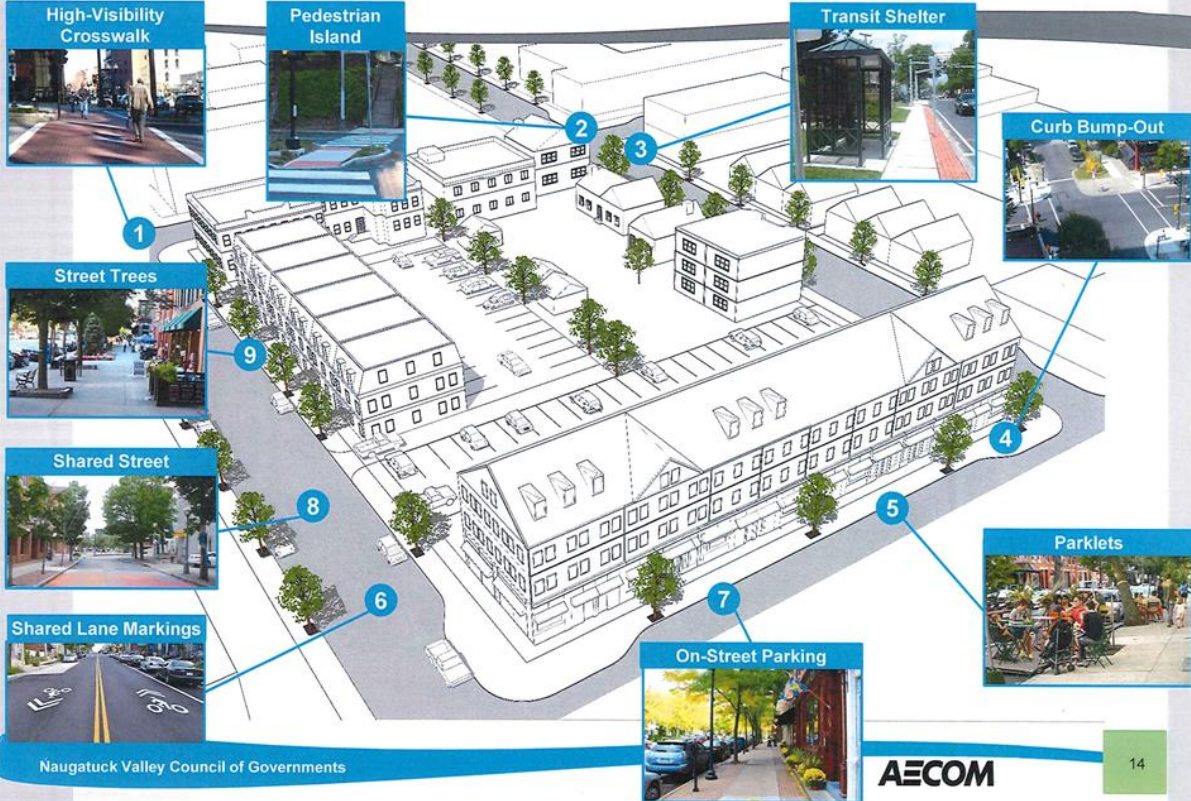 High-Visibility
Crosswalk
Pedestrian
Island
Transit Shelter
Curb Bump-Out
1
2
3
Street Trees
9
4
Shared Street
8
5
Parklets
Shared Lane Markings
6
7
On-Street Parking
Naugatuck Valley Council of Governments
AECOM
14